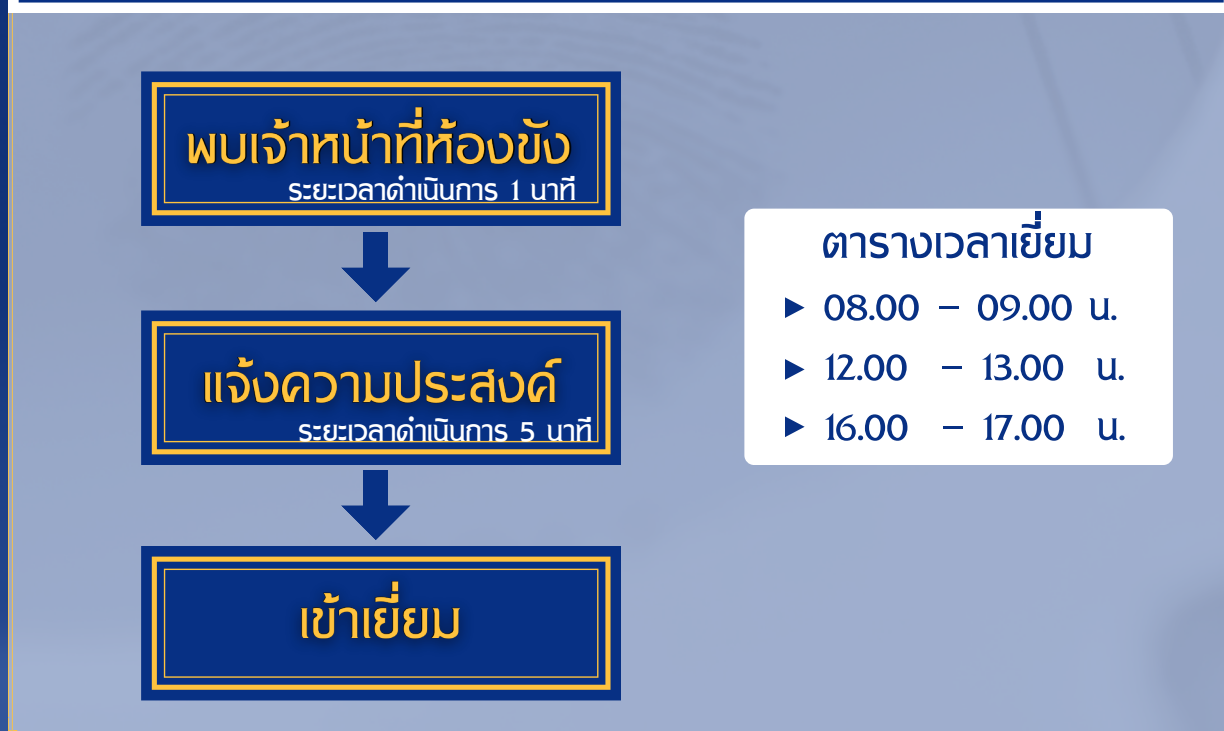 พบเจ้าหน้าที่ห้องขัง
ระยะเวลาดำเนินการ 1 นาที
แจ้งความประสงค์
ระยะเวลาดำเนินการ 5 นาที
เข้าเยี่ยม
ตารางเวลาเยี่ยม
► 08.00 – 09.00 น.
► 12.00 – 13.00 น.
► 16.00 – 17.00 น.